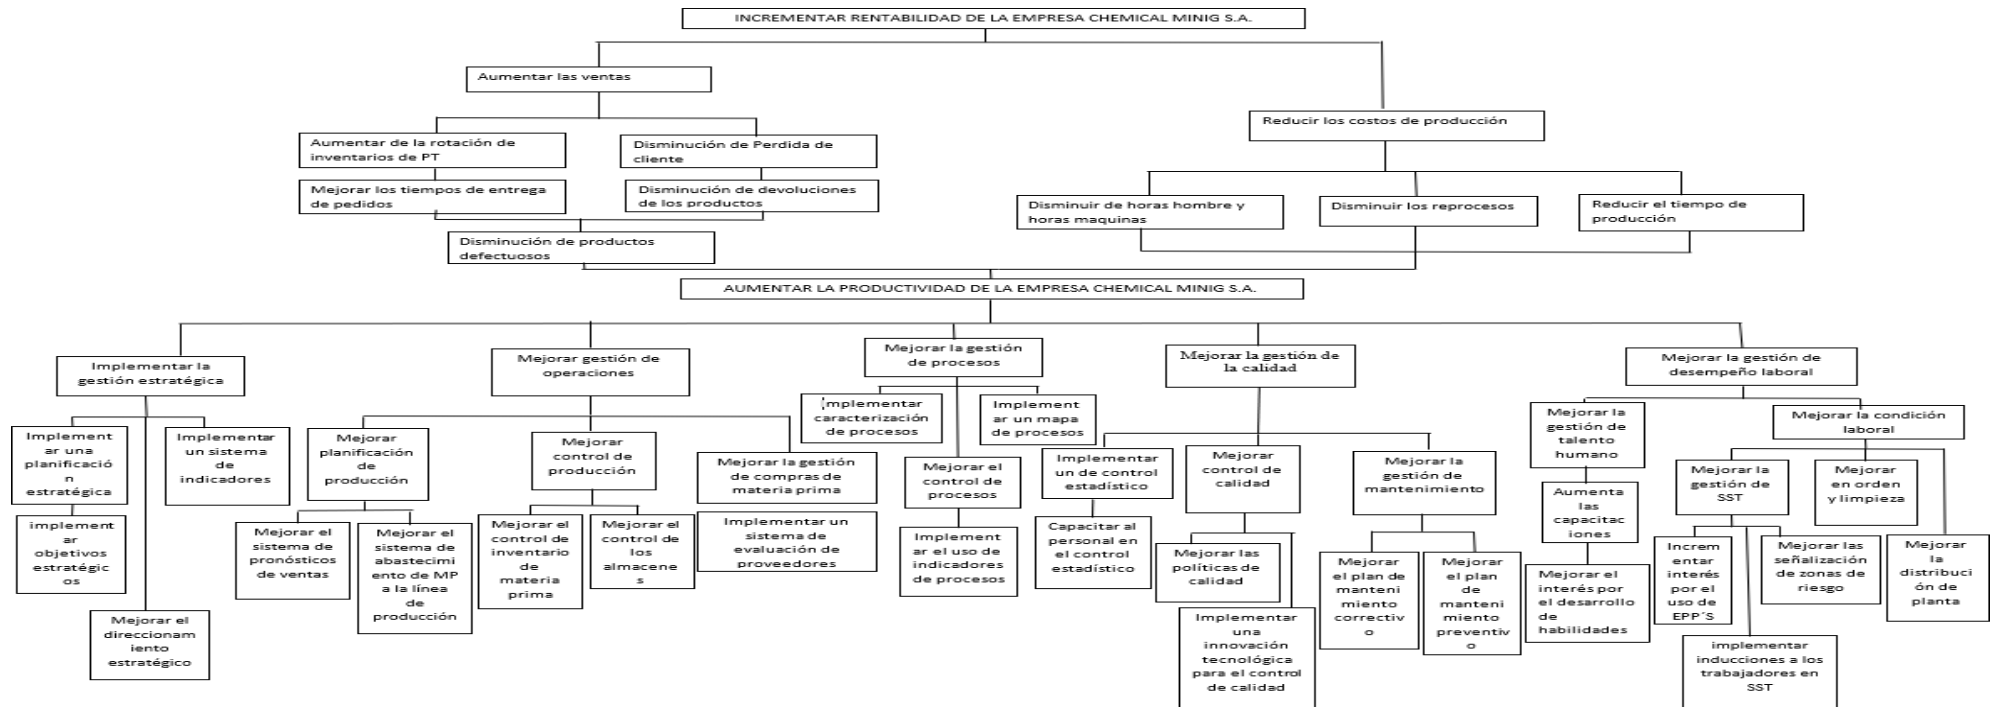 INCREMENTAR RENTABILIDAD DE LA EMPRESA CHEMICAL MINIG S.A.
Aumentar las ventas
Reducir los costos de producción
Aumentar de la rotación de
inventarios de PT
Disminución de Perdida de
cliente
Mejorar los tiempos de entrega
de pedidos
Disminución de devoluciones
de los productos
Disminuir de horas hombre y
horas maquinas
Disminuir los reprocesos
Reducir el tiempo de
producción
Disminución de productos
defectuosos
AUMENTAR LA PRODUCTIVIDAD DE LA EMPRESA CHEMICAL MINIG S.A.
Implementar la
gestión estratégica
Mejorar gestión de
operaciones
Mejorar la gestión
de procesos
Mejorar la gestión de
la calidad
Mejorar la gestión de
desempeño laboral
Implement
ar una
planificació
n
estratégica
Implementar
un sistema
de
indicadores
implement
ar
objetivos
estratégic
os
Mejorar el
direccionam
iento
estratégico
Mejorar
planificación
de
producción
Mejorar
control de
producción
Mejorar la gestión
de compras de
materia prima
Mejorar el
sistema de
pronósticos
de ventas
Mejorar el
sistema de
abastecimi
ento de MP
a la línea
de
producción
Mejorar el
control de
inventario
de
materia
prima
Mejorar el
control de
los
almacene
s
Implementar un
sistema de
evaluación de
proveedores
Implementar
caracterización
de procesos
Implement
ar un mapa
de procesos
Mejorar el
control de
procesos
Implement
ar el uso de
indicadores
de procesos
Implementar
un de control
estadístico
Mejorar
control de
calidad
Mejorar la
gestión de
mantenimiento
Capacitar al
personal en
el control
estadístico
Mejorar las
políticas de
calidad
Implementar
una
innovación
tecnológica
para el control
de calidad
Mejorar
el plan de
manteni
miento
correctiv
o
Mejorar
el plan
de
manteni
miento
preventiv
o
Mejorar la
gestión de
talento
humano
Mejorar la condición
laboral
Aumenta
las
capacitac
iones
Mejorar el
interés por
el desarrollo
de
habilidades
Mejorar la
gestión de
SST
Mejorar
en orden
y limpieza
Increm
entar
interés
por el
uso de
EPP´S
Mejorar las
señalización
de zonas de
riesgo
Mejorar
la
distribuci
ón de
planta
implementar
inducciones a los
trabajadores en
SST